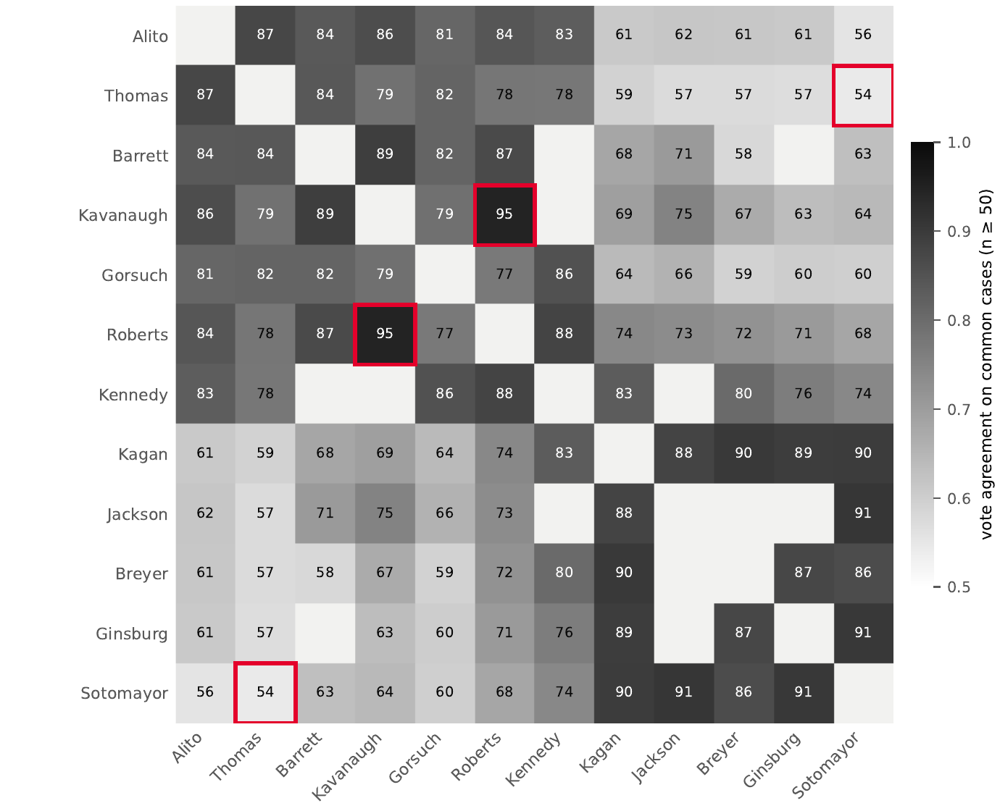 Alito 87 84 86 81 84 83 61 62 61 61 56
Thomas 87 84 79 82 78 78 59 57 57 57 54
Barrett 84 84 89 82 87 68 71 58 63
Kavanaugh 86 79 89 79 95 69 75 67 63 64
Gorsuch 81 82 82 79 77 86 64 66 59 60 60
Roberts 84 78 87 95 77 88 74 73 72 71 68
Kennedy 83 78 86 88 83 80 76 74
Kagan 61 59 68 69 64 74 83 88 90 89 90
Jackson 62 57 71 75 66 73 88 91
Breyer 61 57 58 67 59 72 80 90 87 86
Ginsburg 61 57 63 60 71 76 89 87 91
Sotomayor 56 54 63 64 60 68 74 90 91 86 91
Alito Thomas Barrett Kavanaugh Gorsuch Roberts Kennedy Kagan Jackson Breyer Ginsburg Sotomayor
1.0
0.9
0.8
0.7
0.6
0.5
vote agreement on common cases (n ≥ 50)